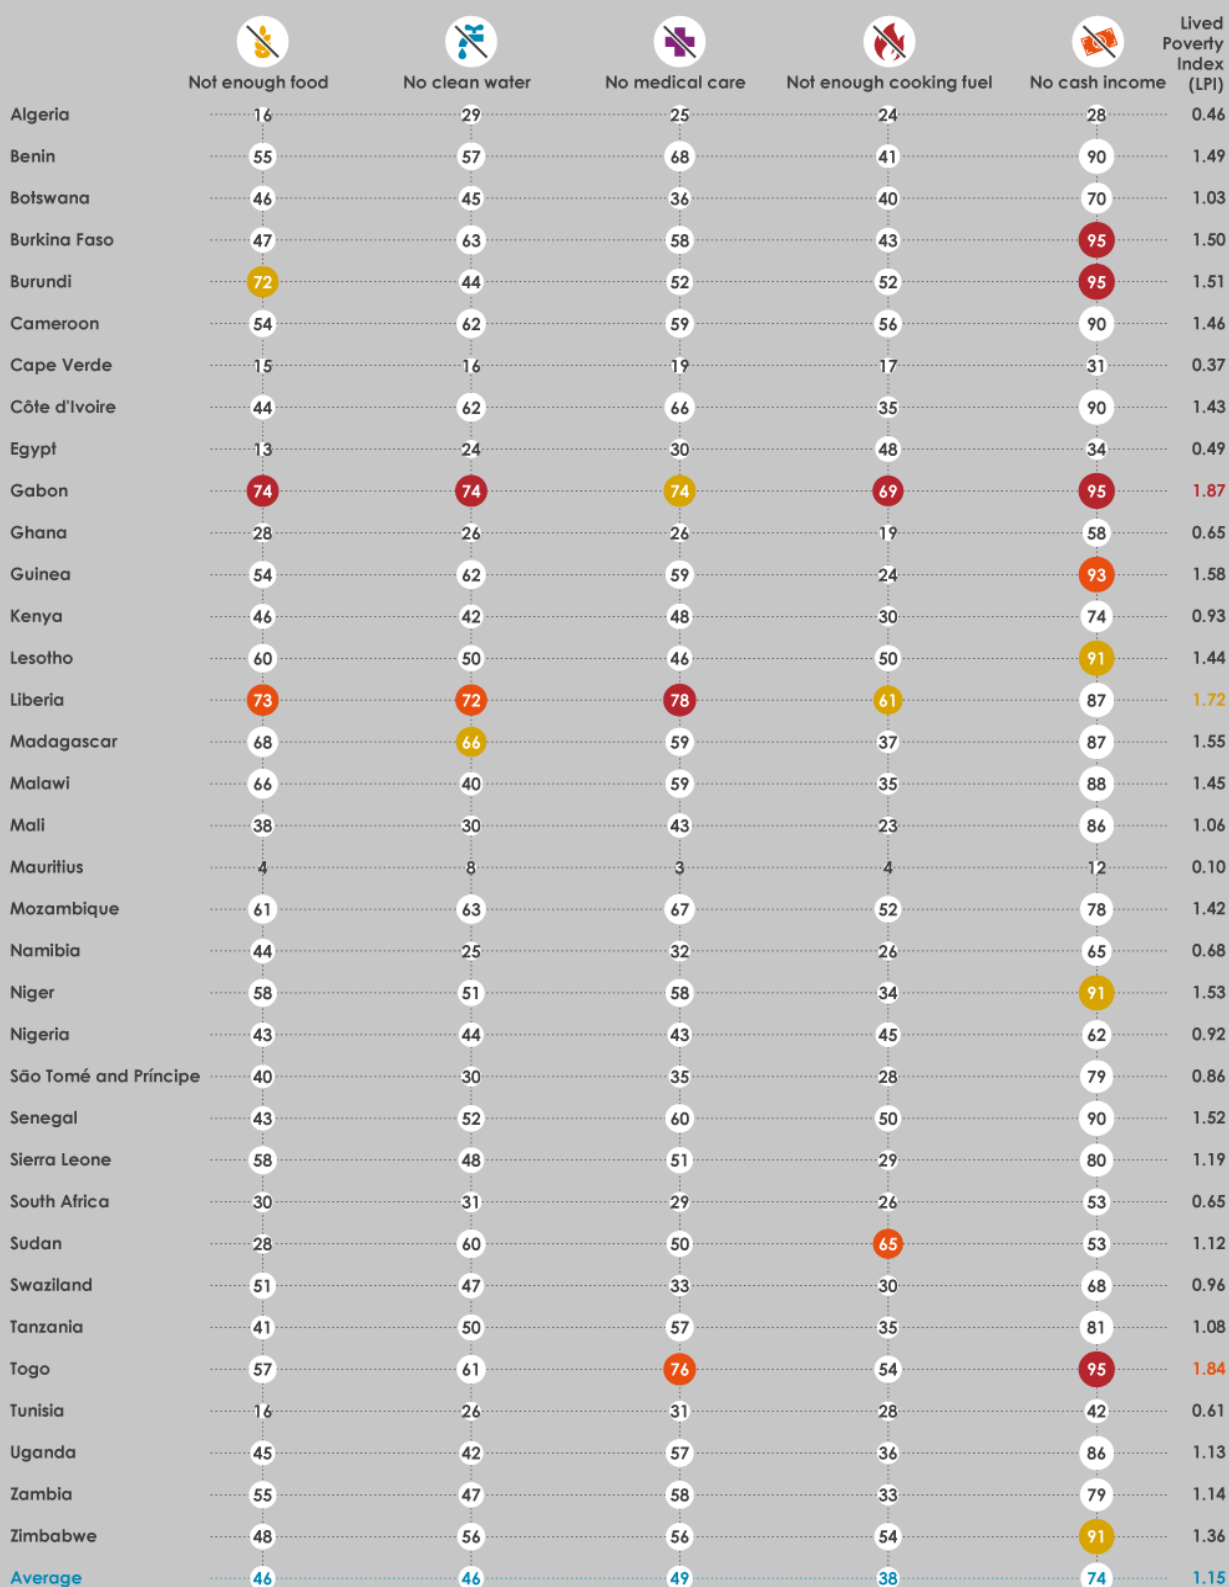 Lived
Poverty
Index
(LPI)
Not enough food No clean water No medical care Not enough cooking fuel No cash income
Algeria 16 29 25 24 28 0.46
Benin 55 57 68 41 90 1.49
Botswana 46 45 36 40 70 1.03
Burkina Faso 47 63 58 43 95 1.50
Burundi 72 44 52 52 95 1.51
Cameroon 54 62 59 56 90 1.46
Cape Verde 15 16 19 17 31 0.37
Côte d'Ivoire 44 62 66 35 90 1.43
Egypt 13 24 30 48 34 0.49
Gabon 74 74 74 69 95 1.87
Ghana 28 26 26 19 58 0.65
Guinea 54 62 59 24 93 1.58
Kenya 46 42 48 30 74 0.93
Lesotho 60 50 46 50 91 1.44
Liberia 73 72 78 61 87 1.72
Madagascar 68 66 59 37 87 1.55
Malawi 66 40 59 35 88 1.45
Mali 38 30 43 23 86 1.06
Mauritius 4 8 3 4 12 0.10
Mozambique 61 63 67 52 78 1.42
Namibia 44 25 32 26 65 0.68
Niger 58 51 58 34 91 1.53
Nigeria 43 44 43 45 62 0.92
São Tomé and Príncipe 40 30 35 28 79 0.86
Senegal 43 52 60 50 90 1.52
Sierra Leone 58 48 51 29 80 1.19
South Africa 30 31 29 26 53 0.65
Sudan 28 60 50 65 53 1.12
Swaziland 51 47 33 30 68 0.96
Tanzania 41 50 57 35 81 1.08
Togo 57 61 76 54 95 1.84
Tunisia 16 26 31 28 42 0.61
Uganda 45 42 57 36 86 1.13
Zambia 55 47 58 33 79 1.14
Zimbabwe 48 56 56 54 91 1.36
Average 46 46 49 38 74 1.15